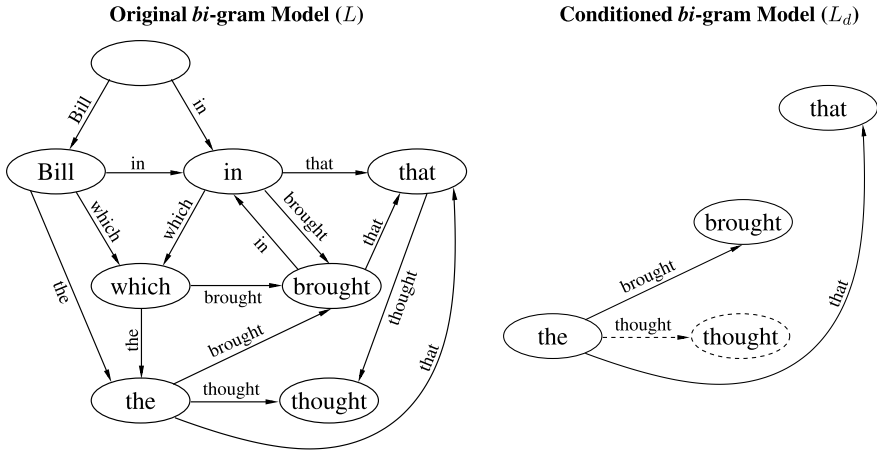 Original bi-gram Model (L)
Conditioned bi-gram Model (L_d)
Bill
in
that
Bill
in
in
that
brought
which
which
in
that
brought
the
which
brought
brought
thought
brought
the
brought
that
brought
the
thought
thought
that
the
thought
thought
that